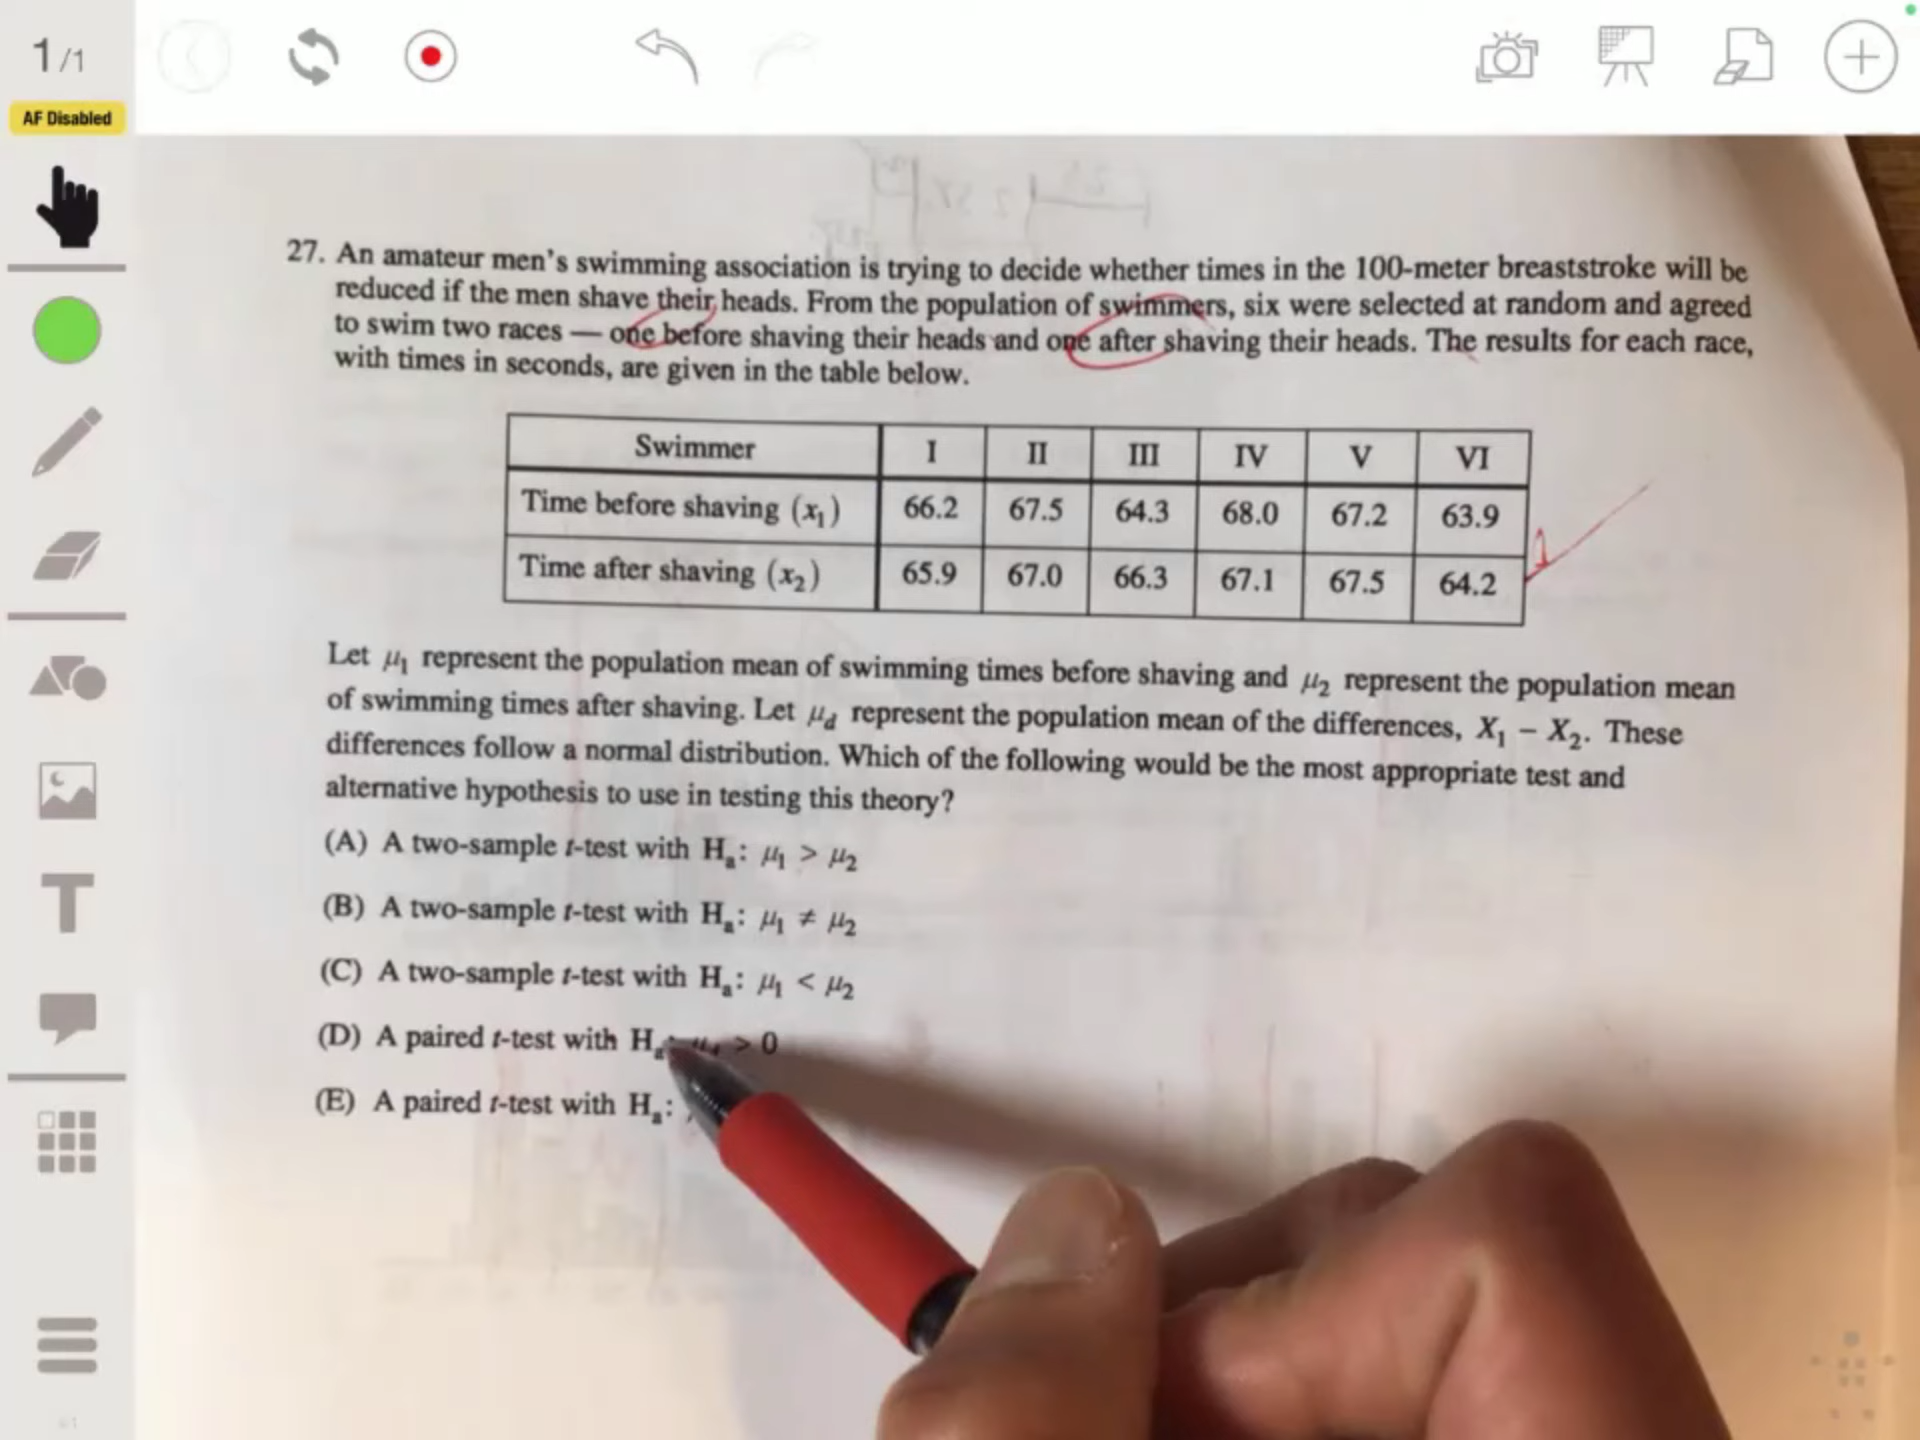 1/1
AF Disabled
27. An amateur men's swimming association is trying to decide whether times in the 100-meter breaststroke will be
reduced if the men shave their heads. From the population of swimmers, six were selected at random and agreed
to swim two races — one before shaving their heads and one after shaving their heads. The results for each race,
with times in seconds, are given in the table below.
Swimmer I II III IV V VI
Time before shaving (x₁) 66.2 67.5 64.3 68.0 67.2 63.9
Time after shaving (x₂) 65.9 67.0 66.3 67.1 67.5 64.2
Let μ₁ represent the population mean of swimming times before shaving and μ₂ represent the population mean
of swimming times after shaving. Let μ_d represent the population mean of the differences, X₁ − X₂. These
differences follow a normal distribution. Which of the following would be the most appropriate test and
alternative hypothesis to use in testing this theory?
(A) A two-sample t-test with Hₐ: μ₁ > μ₂
(B) A two-sample t-test with Hₐ: μ₁ ≠ μ₂
(C) A two-sample t-test with Hₐ: μ₁ < μ₂
(D) A paired t-test with Hₐ: > 0
(E) A paired t-test with Hₐ:
T